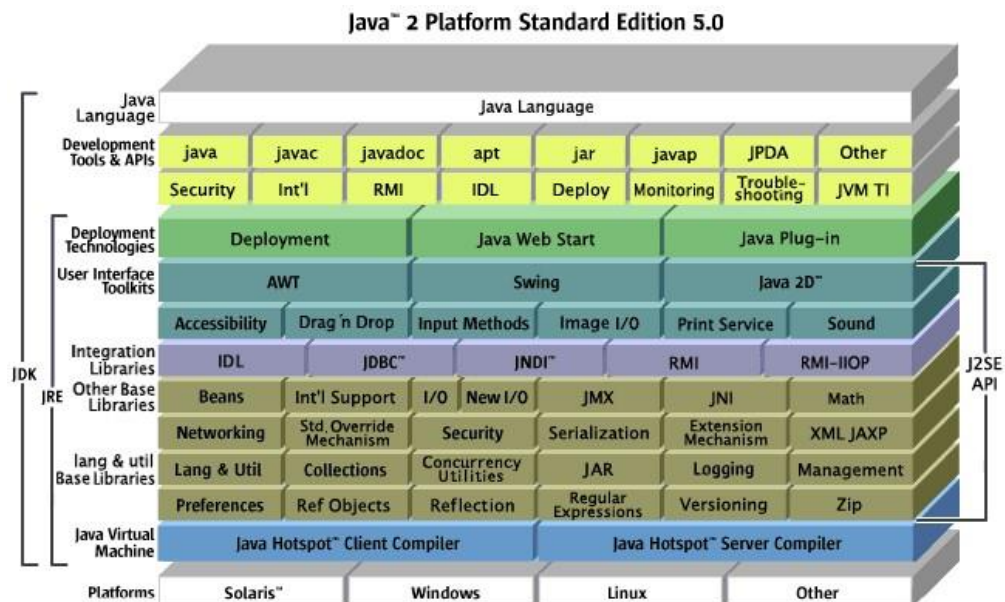 Java™ 2 Platform Standard Edition 5.0
Java Language
Java Language
Development Tools & APIs
java javac javadoc apt jar javap JPDA Other
Security Int'l RMI IDL Deploy Monitoring Trouble-shooting JVM TI
Deployment Technologies
Deployment Java Web Start Java Plug-in
User Interface Toolkits
AWT Swing Java 2D™
Accessibility Drag 'n Drop Input Methods Image I/O Print Service Sound
Integration Libraries
IDL JDBC™ JNDI™ RMI RMI-IIOP
JDK
JRE
J2SE API
Other Base Libraries
Beans Int'l Support I/O New I/O JMX JNI Math
Networking Std. Override Mechanism Security Serialization Extension Mechanism XML JAXP
lang & util Base Libraries
Lang & Util Collections Concurrency Utilities JAR Logging Management
Preferences Ref Objects Reflection Regular Expressions Versioning Zip
Java Virtual Machine
Java Hotspot™ Client Compiler Java Hotspot™ Server Compiler
Platforms
Solaris™ Windows Linux Other